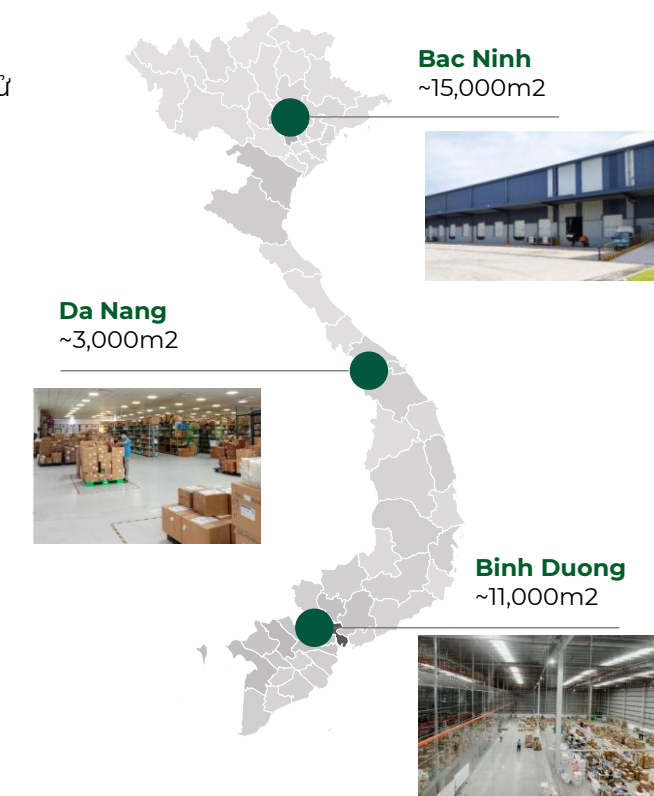 ử
Bac Ninh
~15,000m2
Da Nang
~3,000m2
Binh Duong
~11,000m2